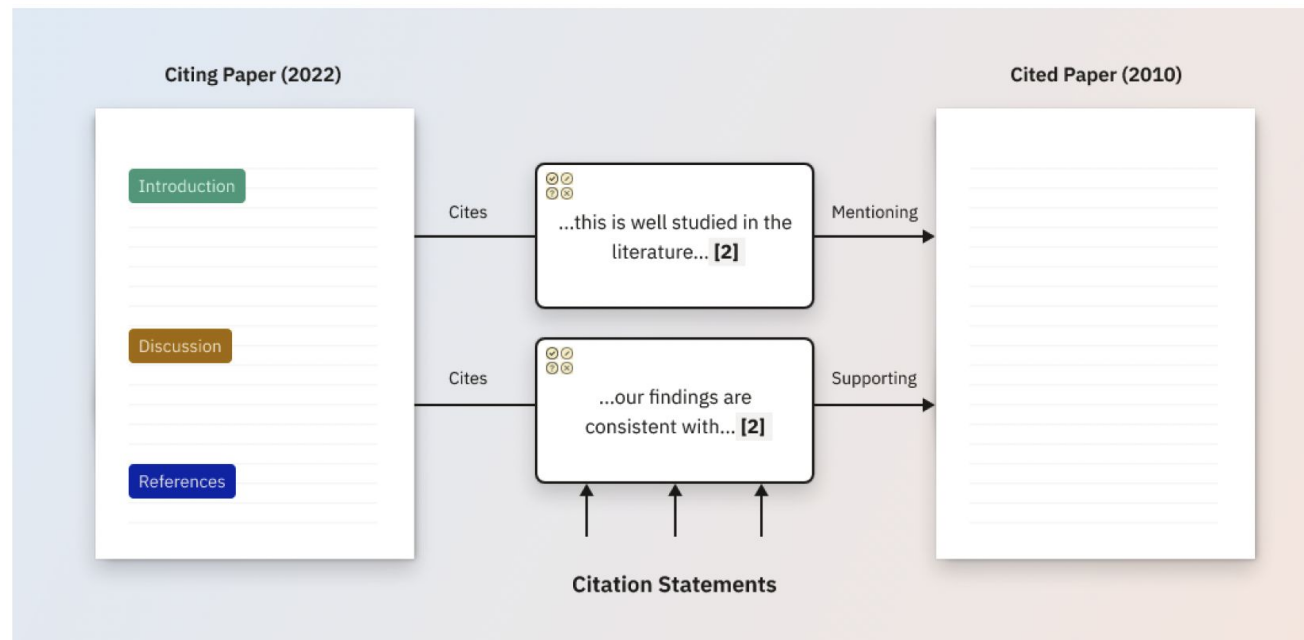 Citing Paper (2022)
Cited Paper (2010)
Introduction
Cites
...this is well studied in the
literature... [2]
Mentioning
Discussion
Cites
...our findings are
consistent with... [2]
Supporting
References
Citation Statements